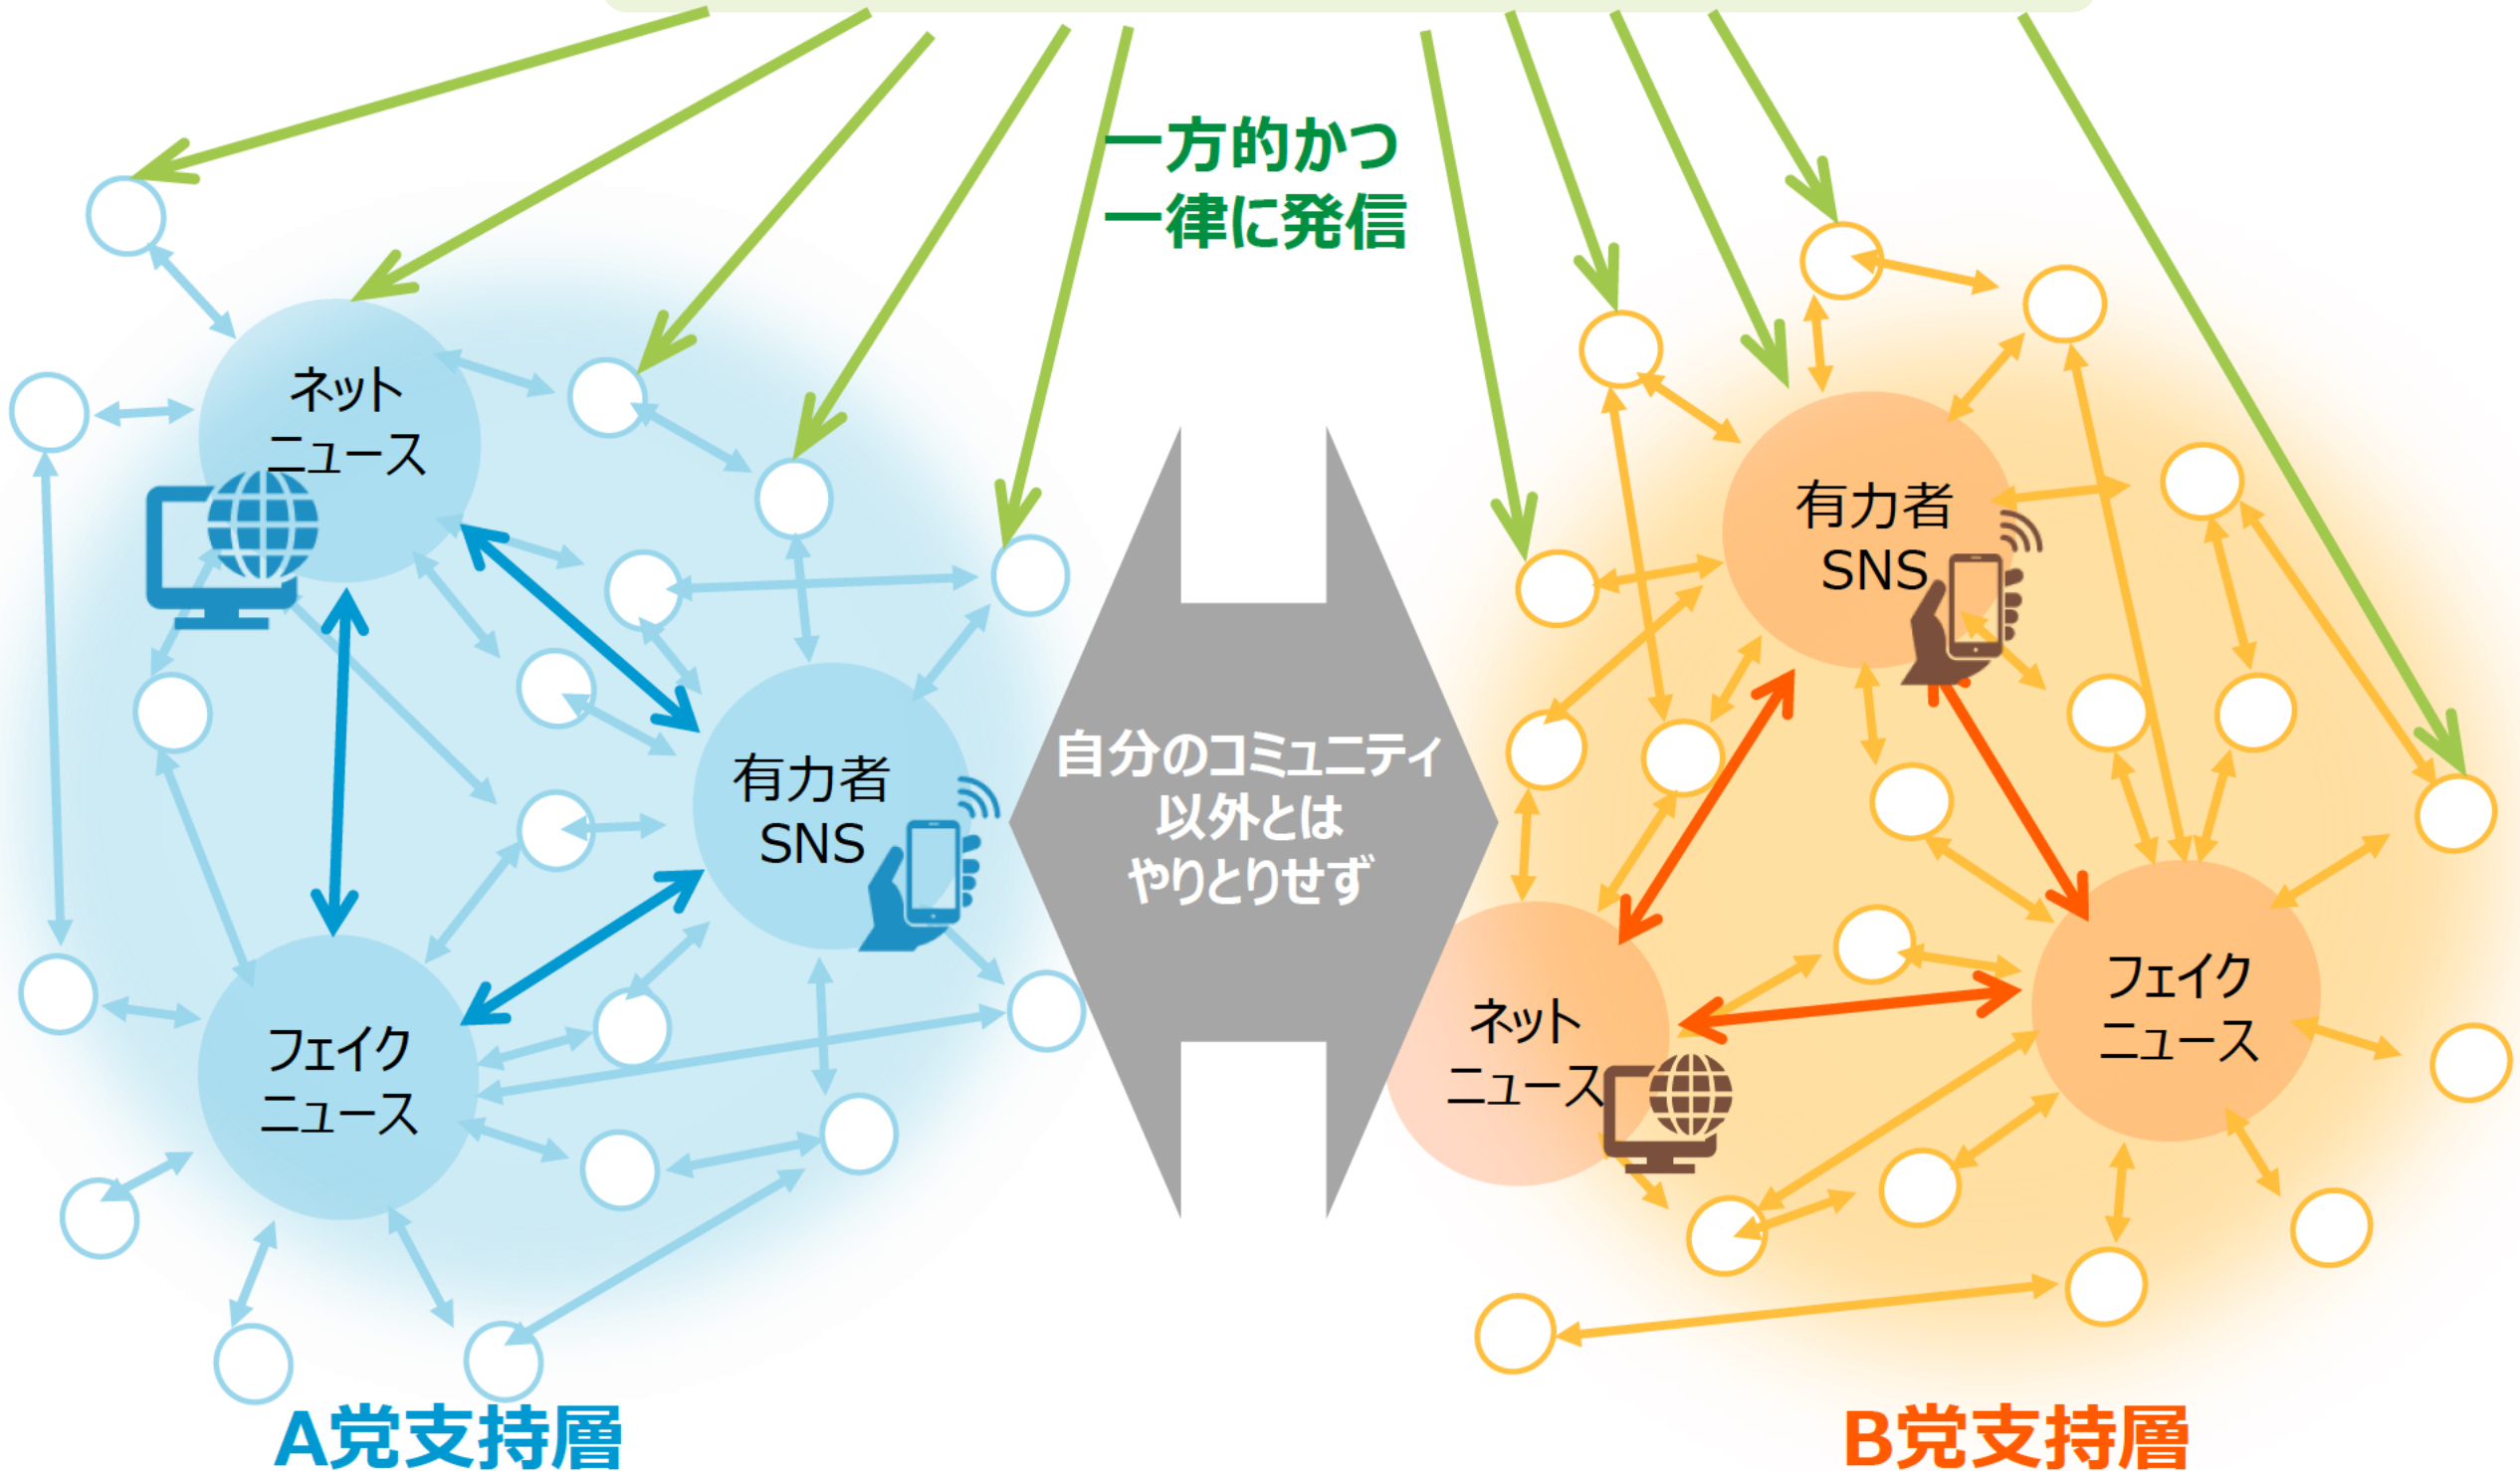 一方的かつ
一律に発信
ネット
ニュース
有力者
SNS
フェイク
ニュース
自分のコミュニティ
以外とは
やりとりせず
有力者
SNS
ネット
ニュース
フェイク
ニュース
A党支持層
B党支持層